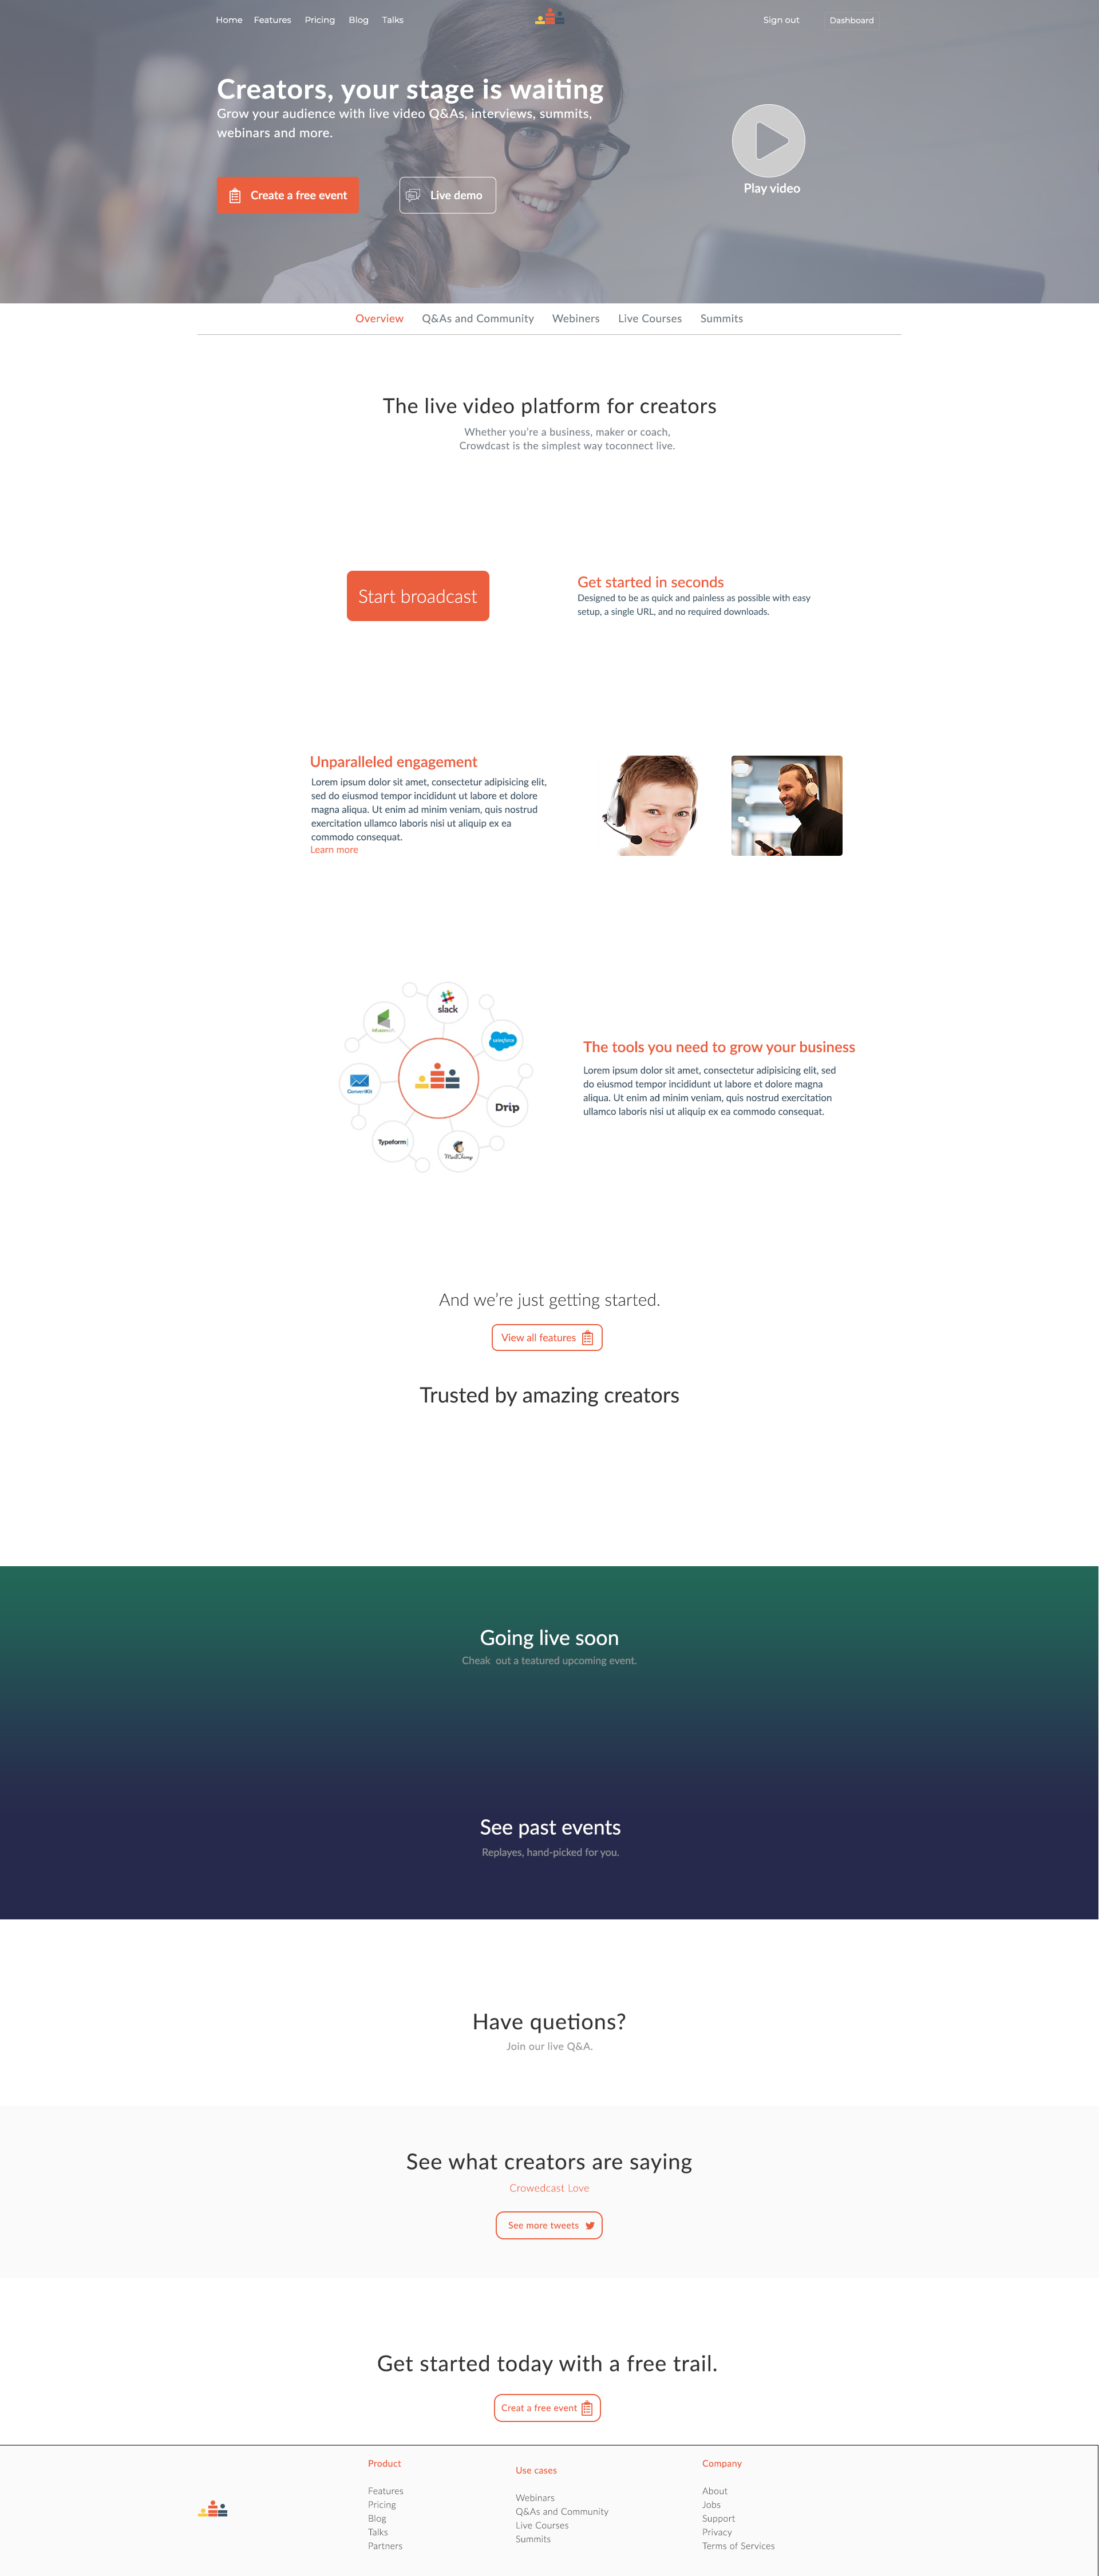 Home Features Pricing Blog Talks Sign out Dashboard
Creators, your stage is waiting
Grow your audience with live video Q&As, interviews, summits,
webinars and more.
Create a free event Live demo
Play video
Overview Q&As and Community Webiners Live Courses Summits
The live video platform for creators
Whether you're a business, maker or coach,
Crowdcast is the simplest way toconnect live.
Start broadcast
Get started in seconds
Designed to be as quick and painless as possible with easy
setup, a single URL, and no required downloads.
Unparalleled engagement
Lorem ipsum dolor sit amet, consectetur adipisicing elit,
sed do eiusmod tempor incididunt ut labore et dolore
magna aliqua. Ut enim ad minim veniam, quis nostrud
exercitation ullamco laboris nisi ut aliquip ex ea
commodo consequat.
Learn more
slack
infusionsoft
salesforce
ConvertKit
Drip
Typeform
MailChimp
The tools you need to grow your business
Lorem ipsum dolor sit amet, consectetur adipisicing elit, sed
do eiusmod tempor incididunt ut labore et dolore magna
aliqua. Ut enim ad minim veniam, quis nostrud exercitation
ullamco laboris nisi ut aliquip ex ea commodo consequat.
And we're just getting started.
View all features
Trusted by amazing creators
Going live soon
Cheak out a teatured upcoming event.
See past events
Replayes, hand-picked for you.
Have quetions?
Join our live Q&A.
See what creators are saying
Crowedcast Love
See more tweets
Get started today with a free trail.
Creat a free event
Product
Features
Pricing
Blog
Talks
Partners
Use cases
Webinars
Q&As and Community
Live Courses
Summits
Company
About
Jobs
Support
Privacy
Terms of Services